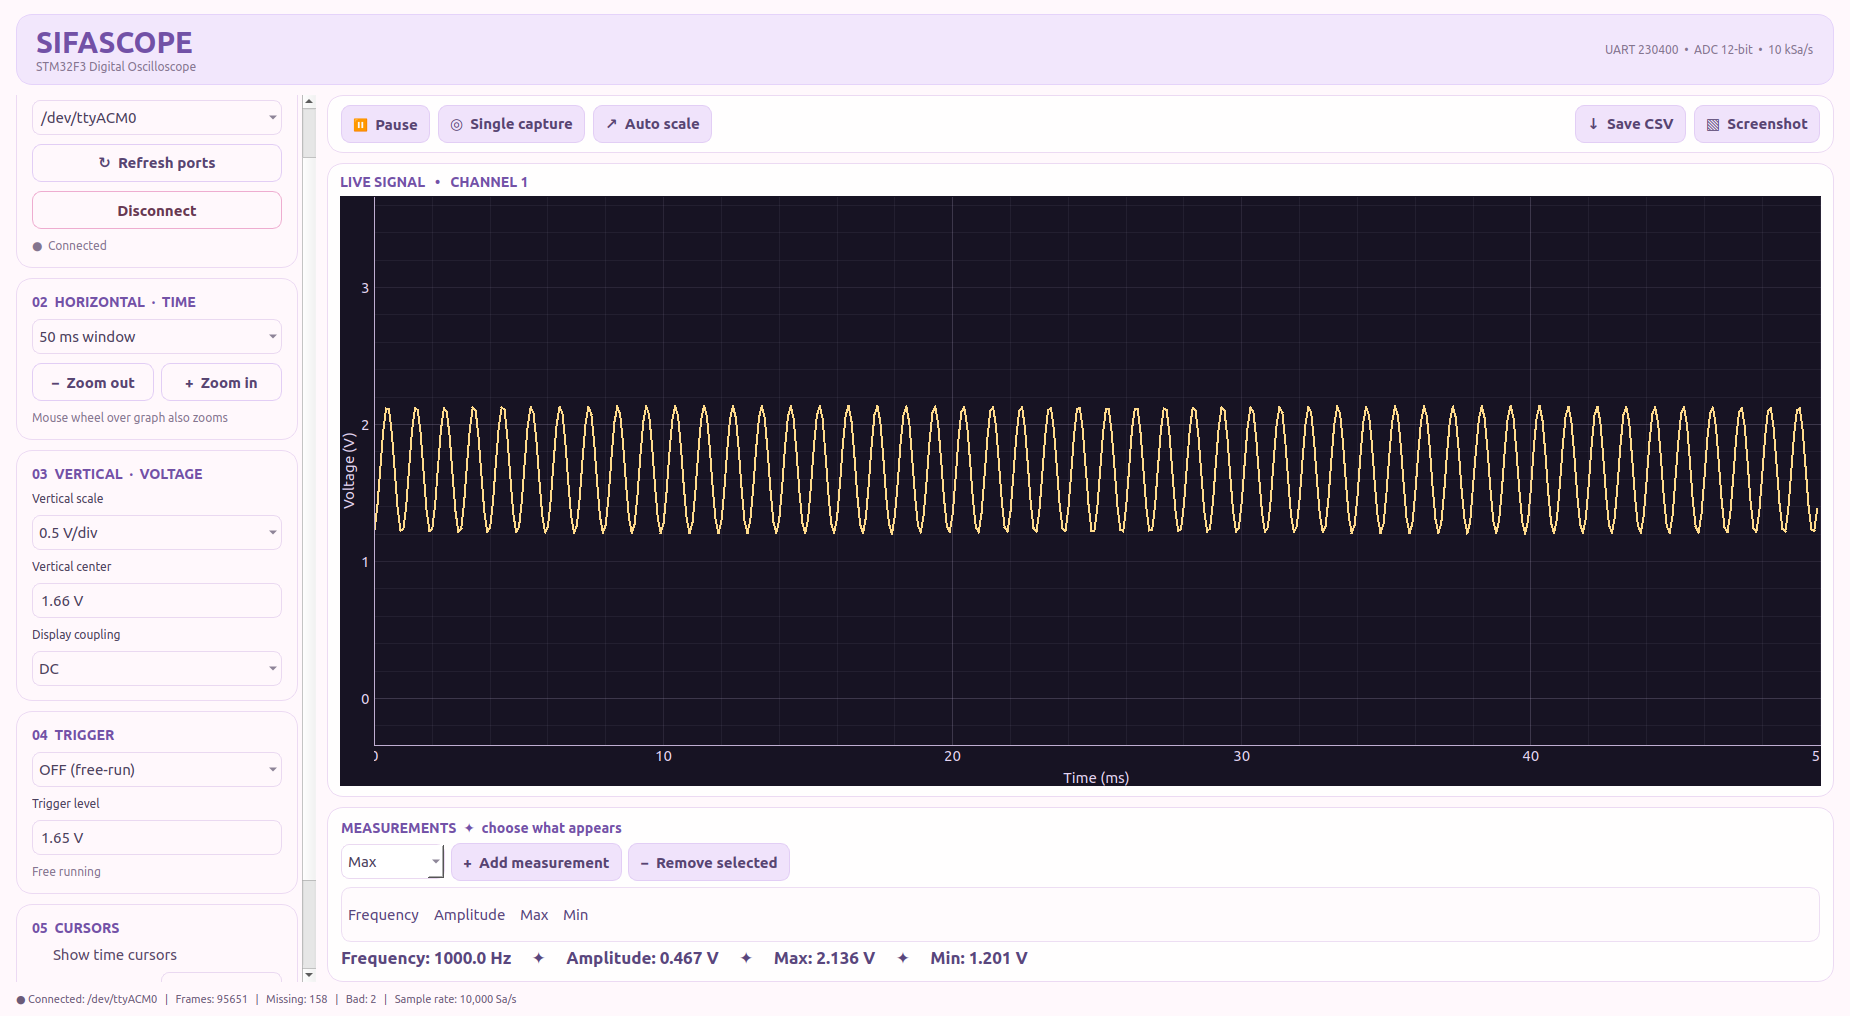 SIFASCOPE
STM32F3 Digital Oscilloscope
UART 230400 • ADC 12-bit • 10 kSa/s
/dev/ttyACM0
↻ Refresh ports
Disconnect
● Connected
02 HORIZONTAL · TIME
50 ms window
− Zoom out
+ Zoom in
Mouse wheel over graph also zooms
03 VERTICAL · VOLTAGE
Vertical scale
0.5 V/div
Vertical center
1.66 V
Display coupling
DC
04 TRIGGER
OFF (free-run)
Trigger level
1.65 V
Free running
05 CURSORS
Show time cursors
Pause
◎ Single capture
↗ Auto scale
↓ Save CSV
▧ Screenshot
LIVE SIGNAL • CHANNEL 1
3
2
1
0
Voltage (V)
0
10
20
30
40
5
Time (ms)
MEASUREMENTS ✦ choose what appears
Max
+ Add measurement
− Remove selected
Frequency Amplitude Max Min
Frequency: 1000.0 Hz ✦ Amplitude: 0.467 V ✦ Max: 2.136 V ✦ Min: 1.201 V
● Connected: /dev/ttyACM0 | Frames: 95651 | Missing: 158 | Bad: 2 | Sample rate: 10,000 Sa/s